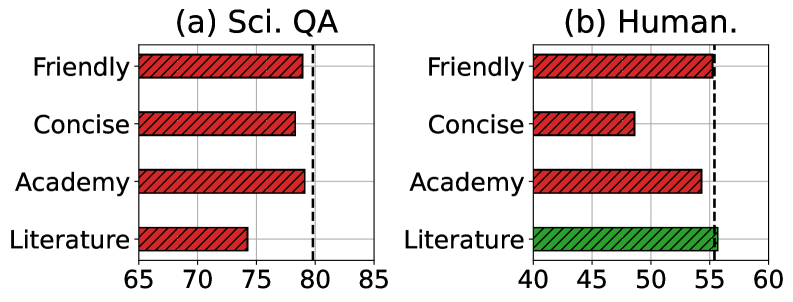 (a) Sci. QA
Friendly
Concise
Academy
Literature
65 70 75 80 85
(b) Human.
Friendly
Concise
Academy
Literature
40 45 50 55 60